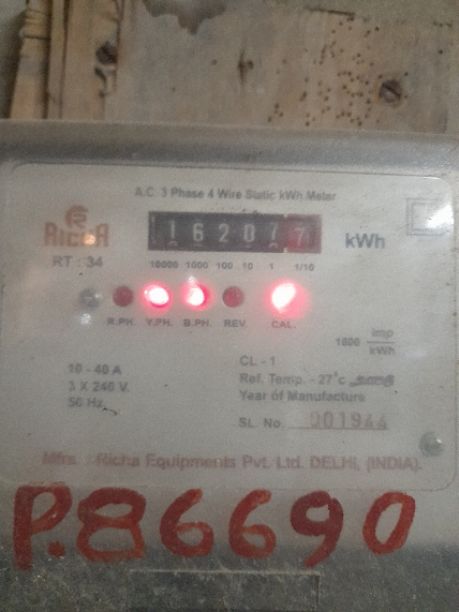 A.C. 3 Phase 4 Wire Static kWh Meter
RICHA
162077 kWh
RT : 34
10000 1000 100 10 1 1/10
R.PH. Y.PH. B.PH. REV. CAL.
imp
kWh
10 - 40 A
3 X 240 V.
50 Hz.
CL - 1
Ref. Temp. - 27°c
Year of Manufacture
SL. No. 001944
Mfrs. : Richa Equipments Pvt. Ltd. DELHI, (INDIA).
P.86690